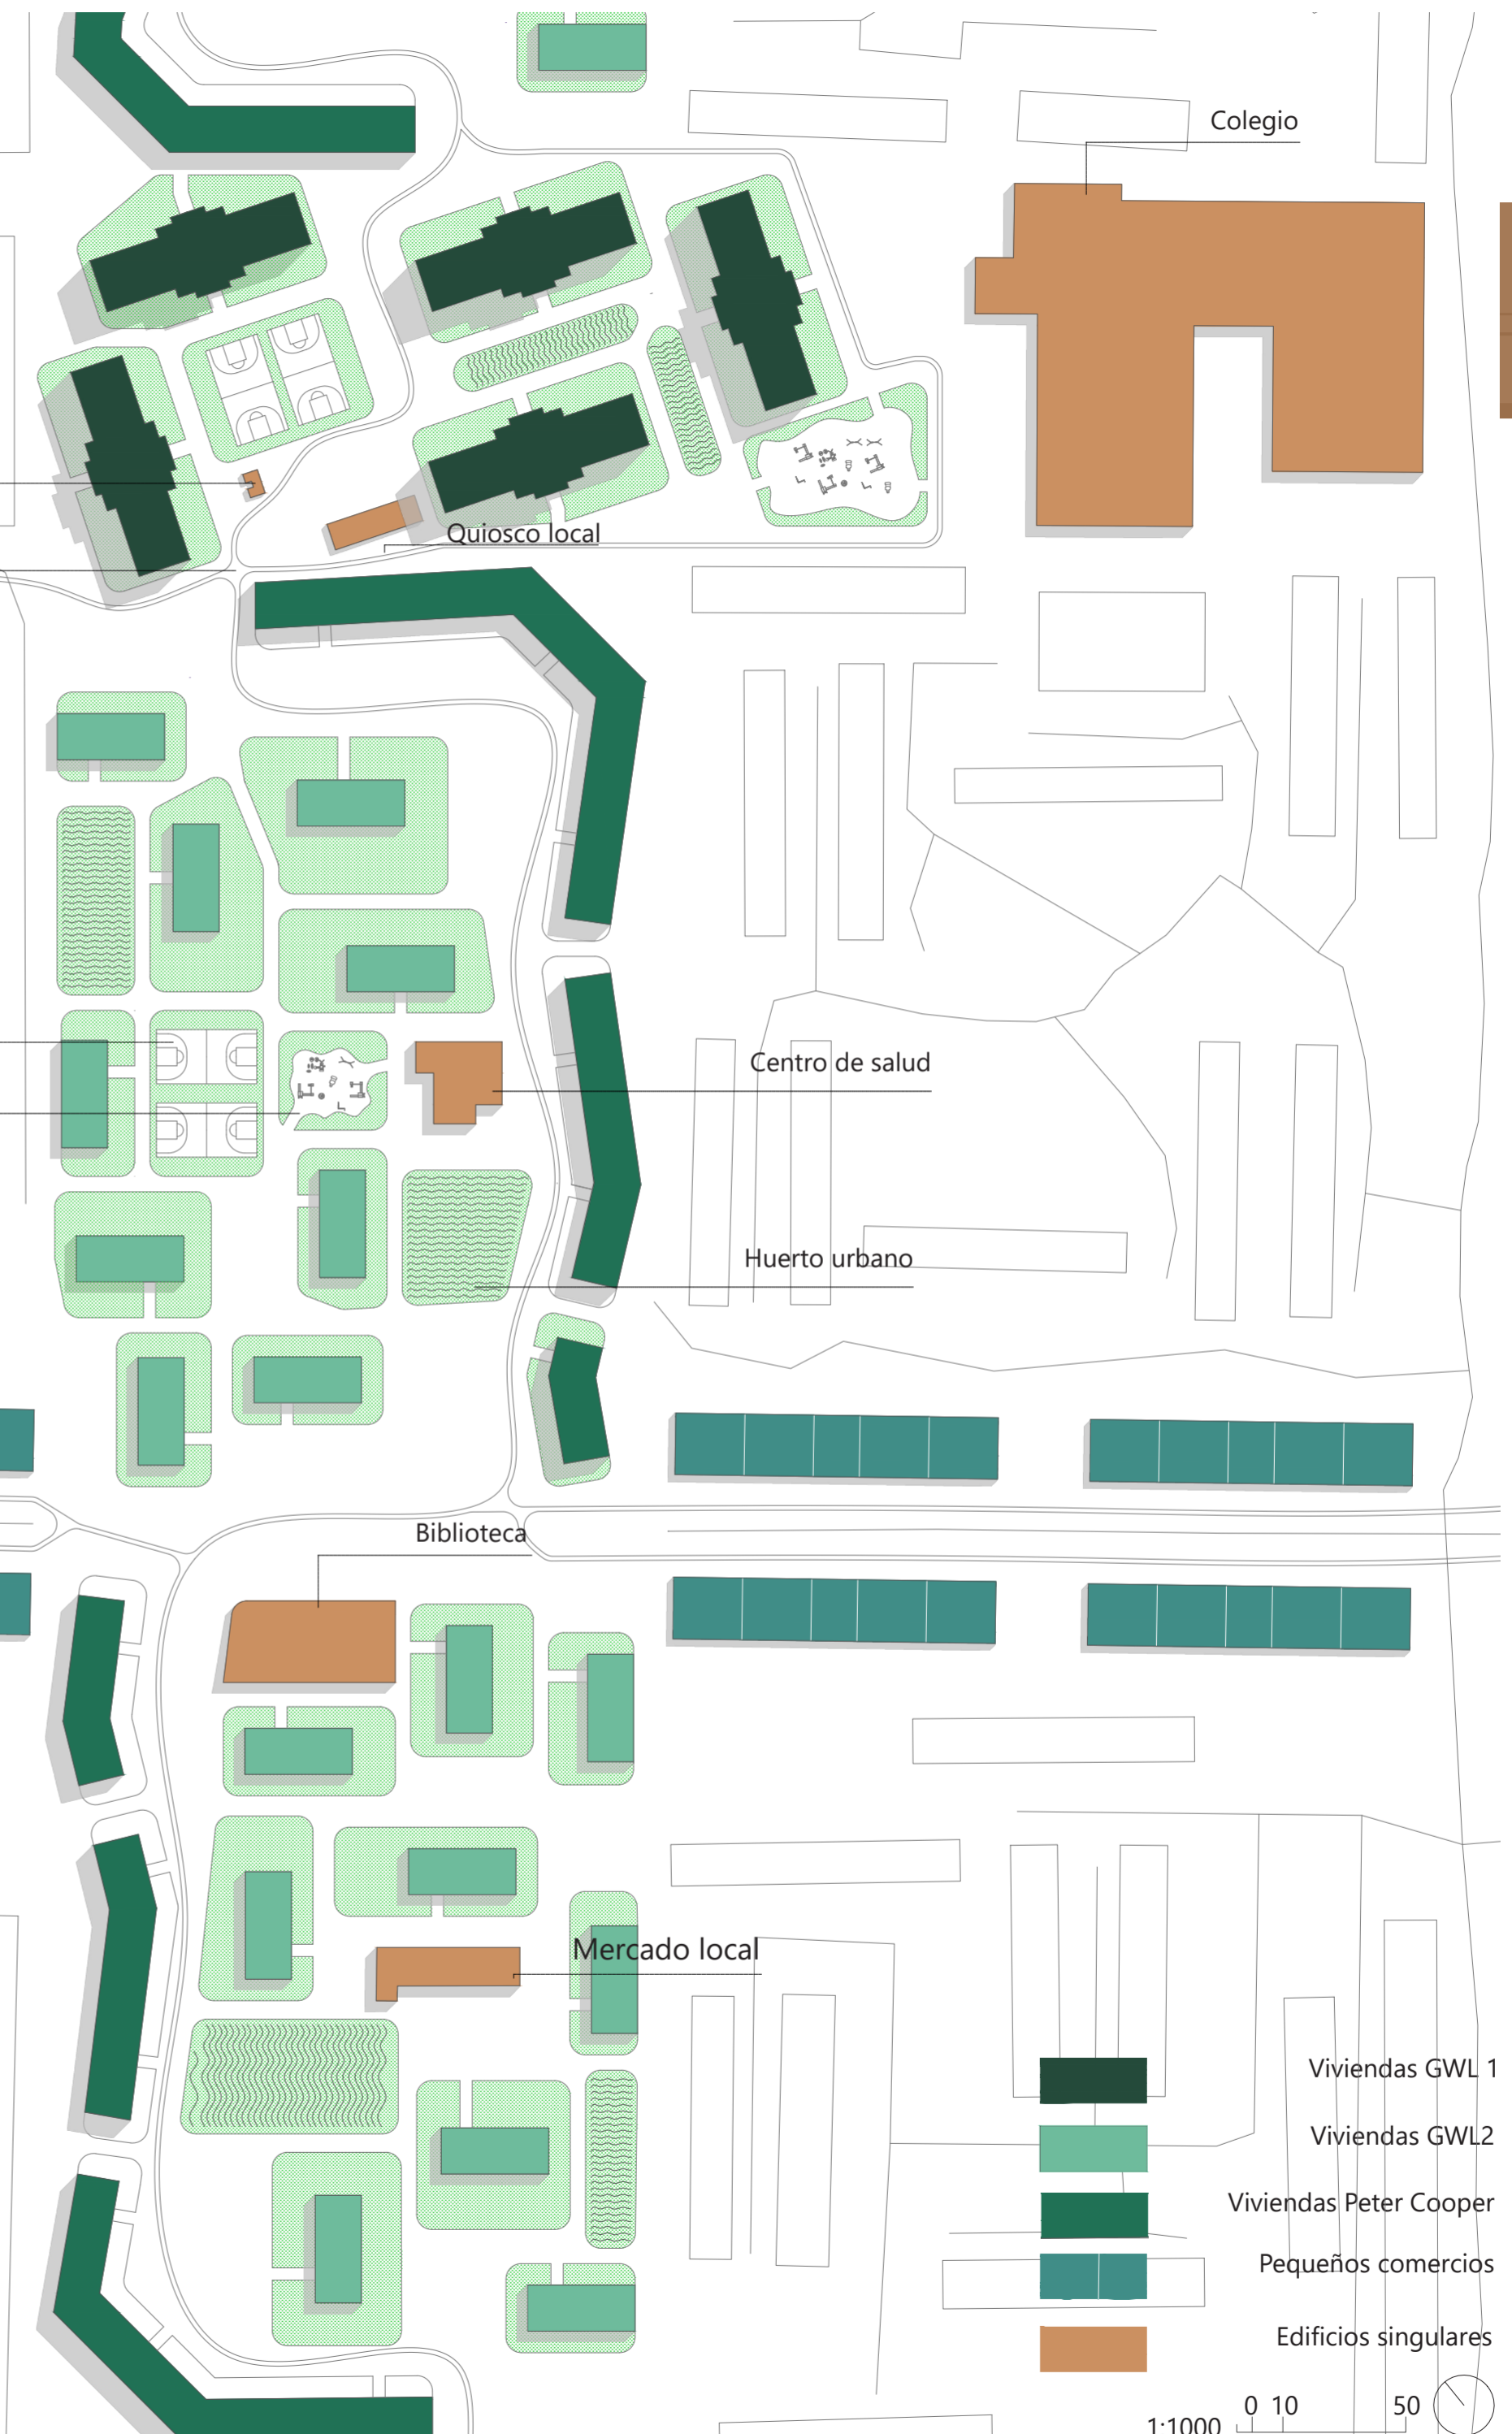 Colegio
Quiosco local
Centro de salud
Huerto urbano
Biblioteca
Mercado local
Viviendas GWL 1
Viviendas GWL2
Viviendas Peter Cooper
Pequeños comercios
Edificios singulares
0 10 50
1:1000